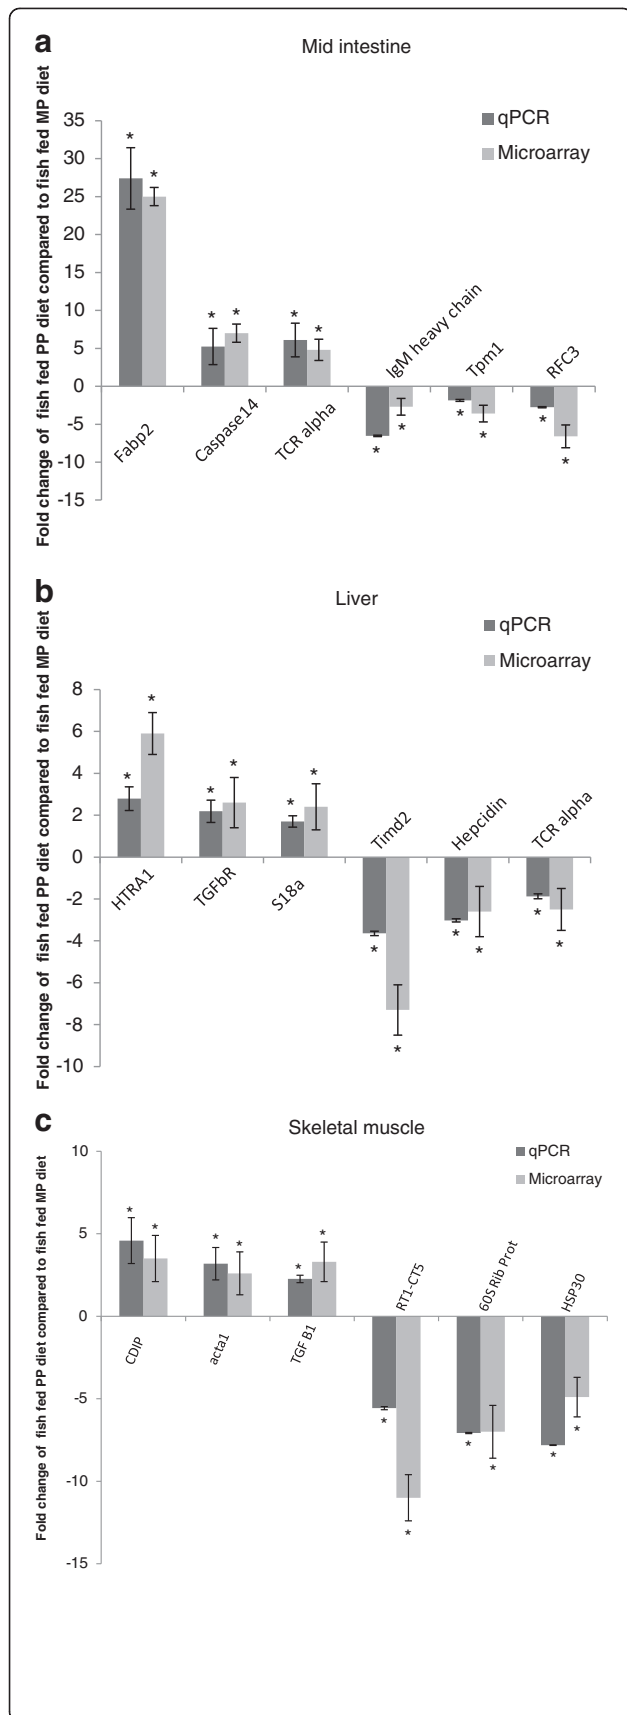 a
Mid intestine
Fold change of fish fed PP diet compared to fish fed MP diet
qPCR
Microarray
35
30
25
20
15
10
5
0
-5
-10
-15
*
*
*
*
*
*
*
*
*
*
*
*
Fabp2
Caspase14
TCR alpha
IgM heavy chain
Tpm1
RFC3
b
Liver
Fold change of fish fed PP diet compared to fish fed MP diet
qPCR
Microarray
8
6
4
2
0
-2
-4
-6
-8
-10
*
*
*
*
*
*
*
*
*
*
*
*
HTRA1
TGFbR
S18a
Timd2
Hepcidin
TCR alpha
c
Skeletal muscle
Fold change of fish fed PP diet compared to fish fed MP diet
qPCR
Microarray
10
5
0
-5
-10
-15
*
*
*
*
*
*
*
*
*
*
*
*
CDIP
acta1
TGF B1
RT1-CT5
60S Rib Prot
HSP30